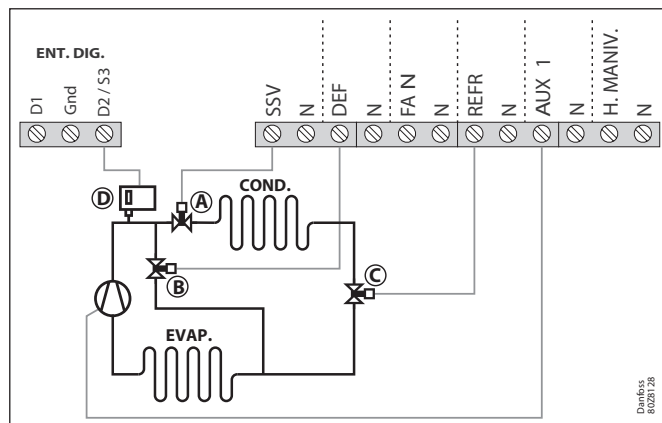 ENT. DIG.
D1
Gnd
D2 / S3
SSV
N
DEF
N
FA N
N
REFR
N
AUX 1
N
H. MANIV.
N
D
A
COND.
B
C
EVAP.
Danfoss
80Z8128